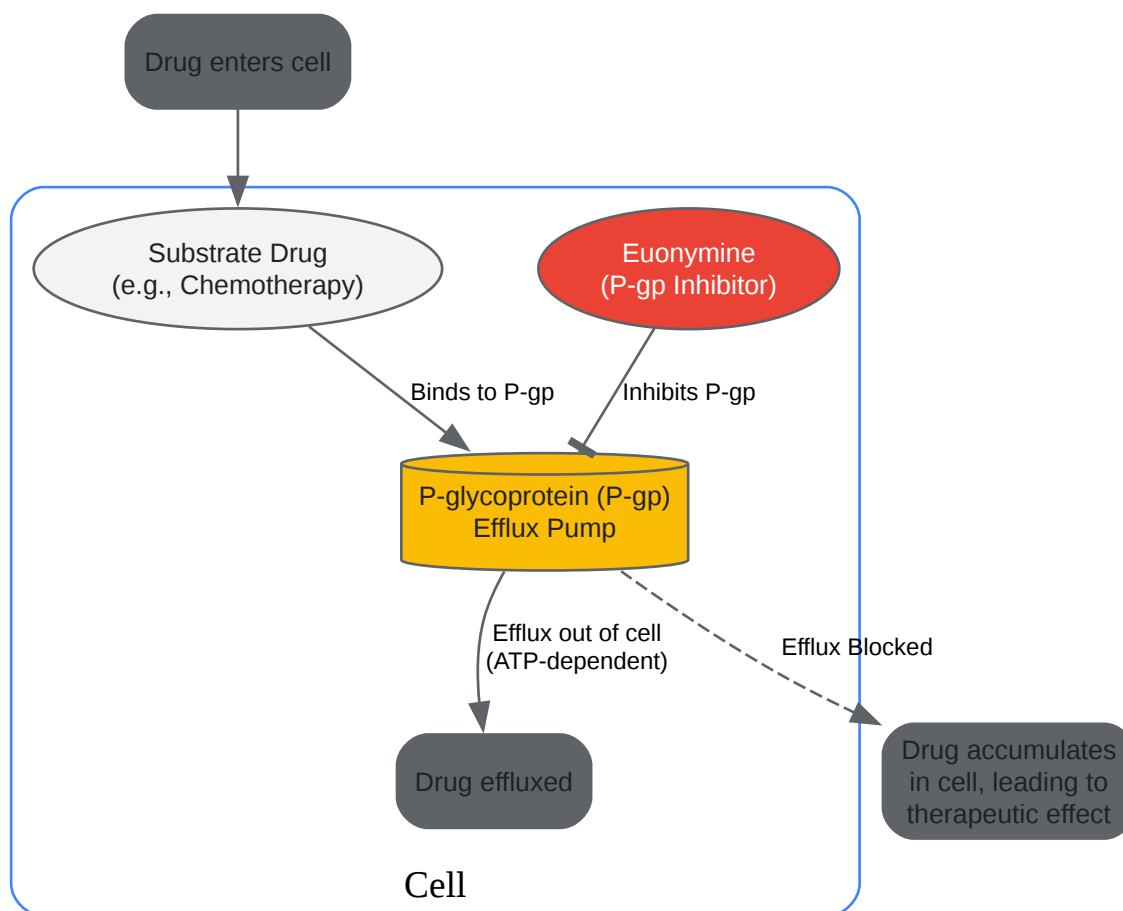 Drug enters cell
Substrate Drug
(e.g., Chemotherapy)
Euonymine
(P-gp Inhibitor)
Binds to P-gp
Inhibits P-gp
P-glycoprotein (P-gp)
Efflux Pump
Efflux out of cell
(ATP-dependent)
Efflux Blocked
Drug effluxed
Drug accumulates
in cell, leading to
therapeutic effect
Cell